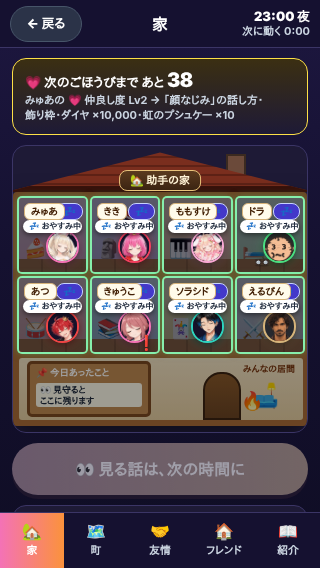 ← 戻る
家
23:00 夜
次に動く 0:00
次のごほうびまで あと 38
みゅあの 💗 仲良し度 Lv2 → 「顔なじみ」の話し方・
飾り枠・ダイヤ ×10,000・虹のブシュケー ×10
🏡 助手の家
みゅあ
💤 おやすみ中
きき
💤 おやすみ中
ももすけ
💤 おやすみ中
ドラ
💤 おやすみ中
あつ
💤 おやすみ中
きゅうこ
💤 おやすみ中
ソラシド
💤 おやすみ中
えるぴん
💤 おやすみ中
📌 今日あったこと
👀 見守ると
ここに残ります
みんなの居間
👀 見る話は、次の時間に
家
町
友情
フレンド
紹介